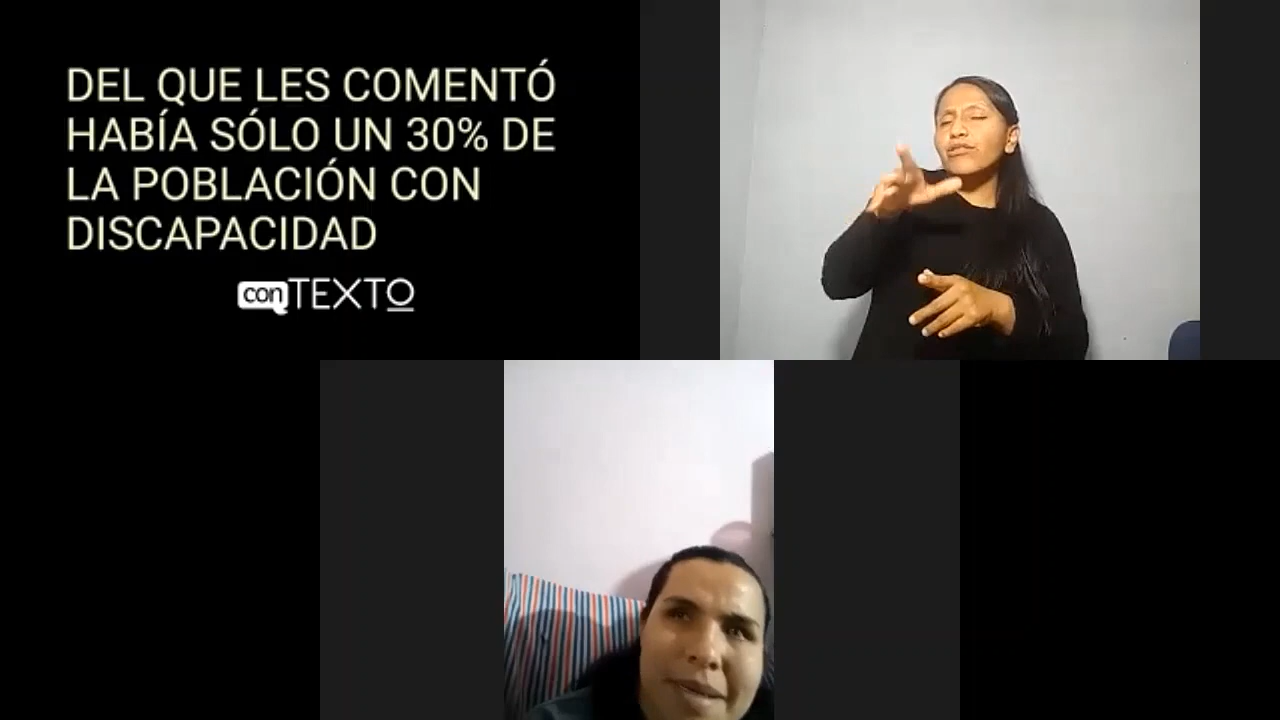 DEL QUE LES COMENTÓ
HABÍA SÓLO UN 30% DE
LA POBLACIÓN CON
DISCAPACIDAD
conTEXTO